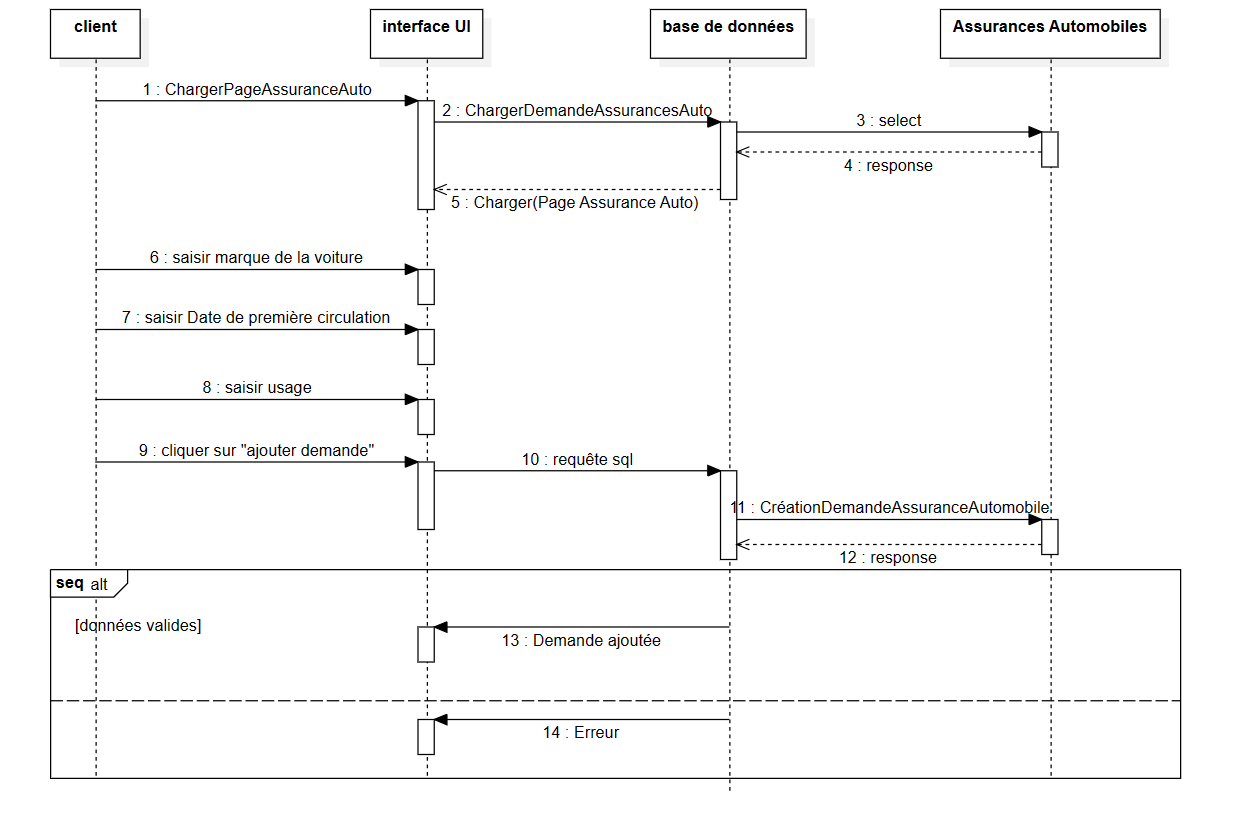 client
interface UI
base de données
Assurances Automobiles
1 : ChargerPageAssuranceAuto
2 : ChargerDemandeAssurancesAuto
3 : select
4 : response
5 : Charger(Page Assurance Auto)
6 : saisir marque de la voiture
7 : saisir Date de première circulation
8 : saisir usage
9 : cliquer sur "ajouter demande"
10 : requête sql
11 : CréationDemandeAssuranceAutomobile
12 : response
seq alt
[données valides]
13 : Demande ajoutée
14 : Erreur